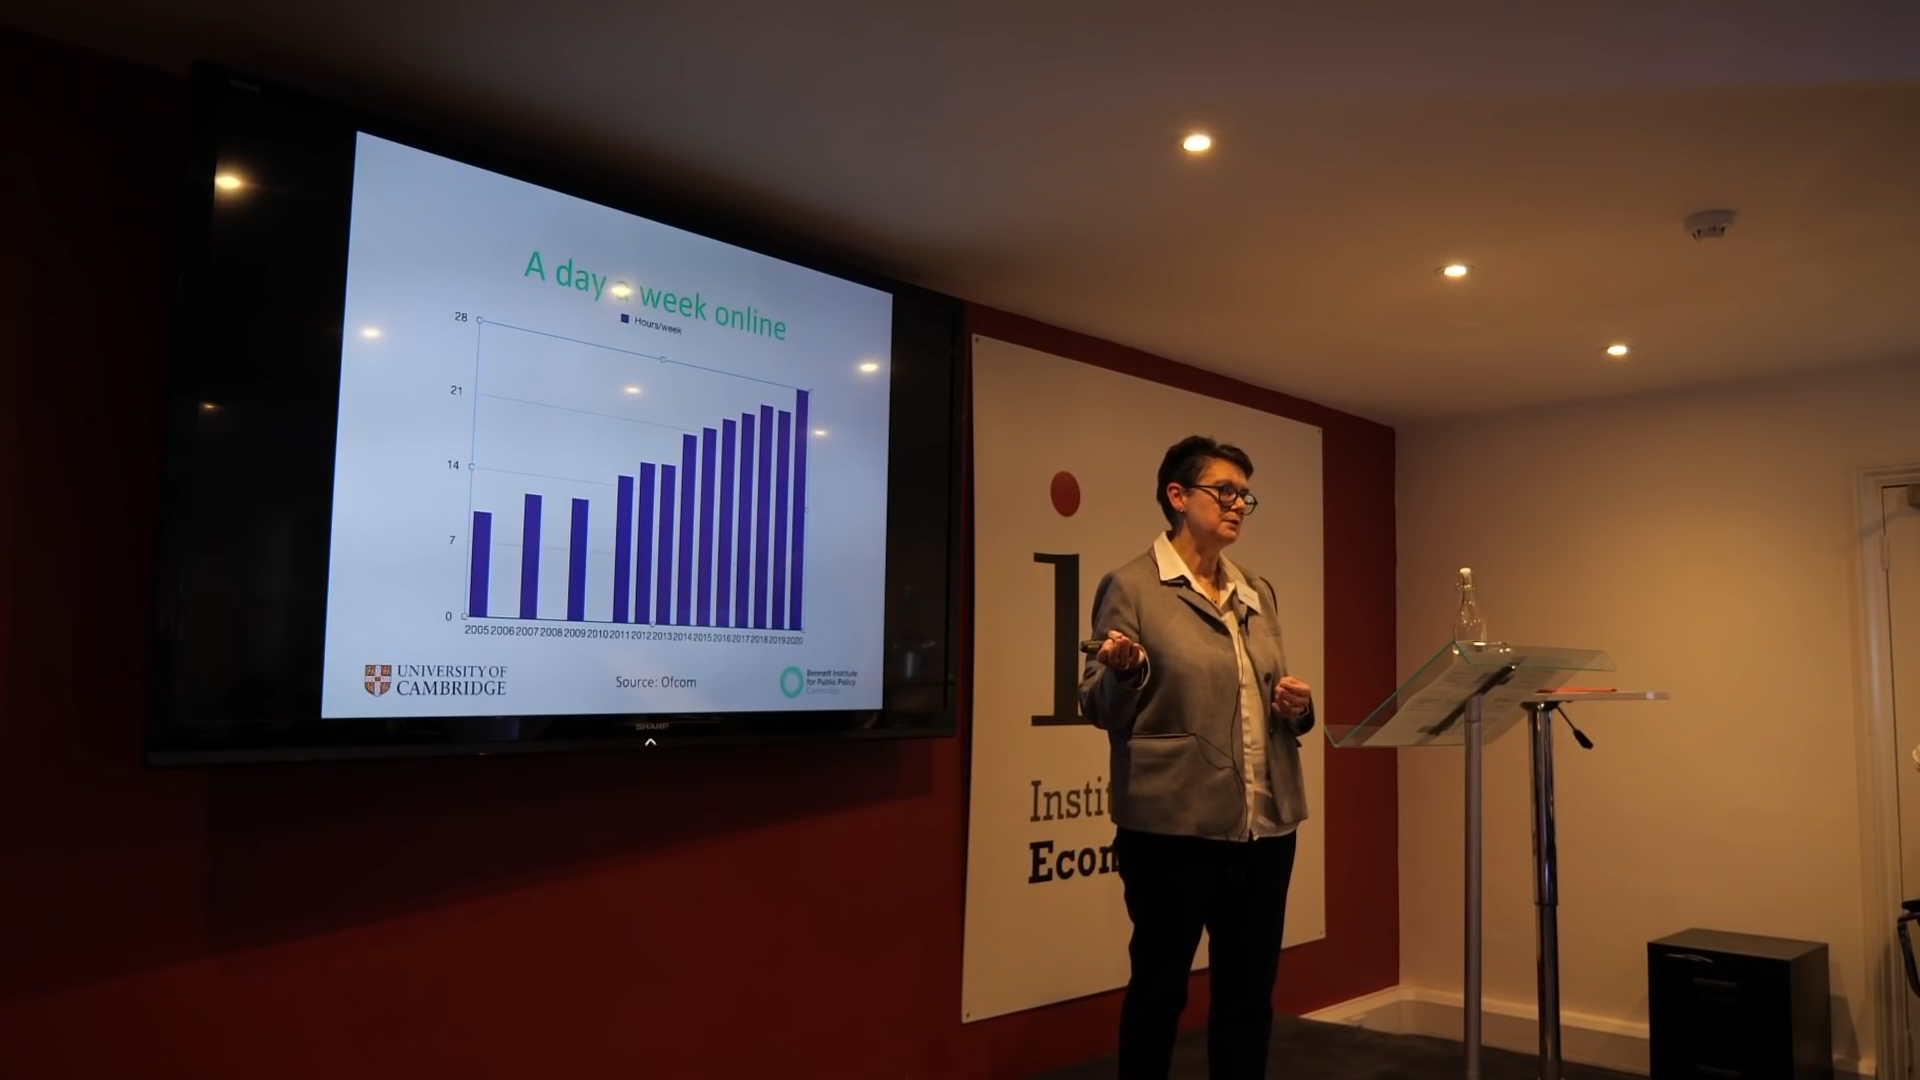 A day a week online
Hours/week
28
21
14
7
0
2005 2006 2007 2008 2009 2010 2011 2012 2013 2014 2015 2016 2017 2018 2019 2020
UNIVERSITY OF
CAMBRIDGE
Source: Ofcom
Bennett Institute
for Public Policy
Cambridge
SHARP
i
Instit
Econ